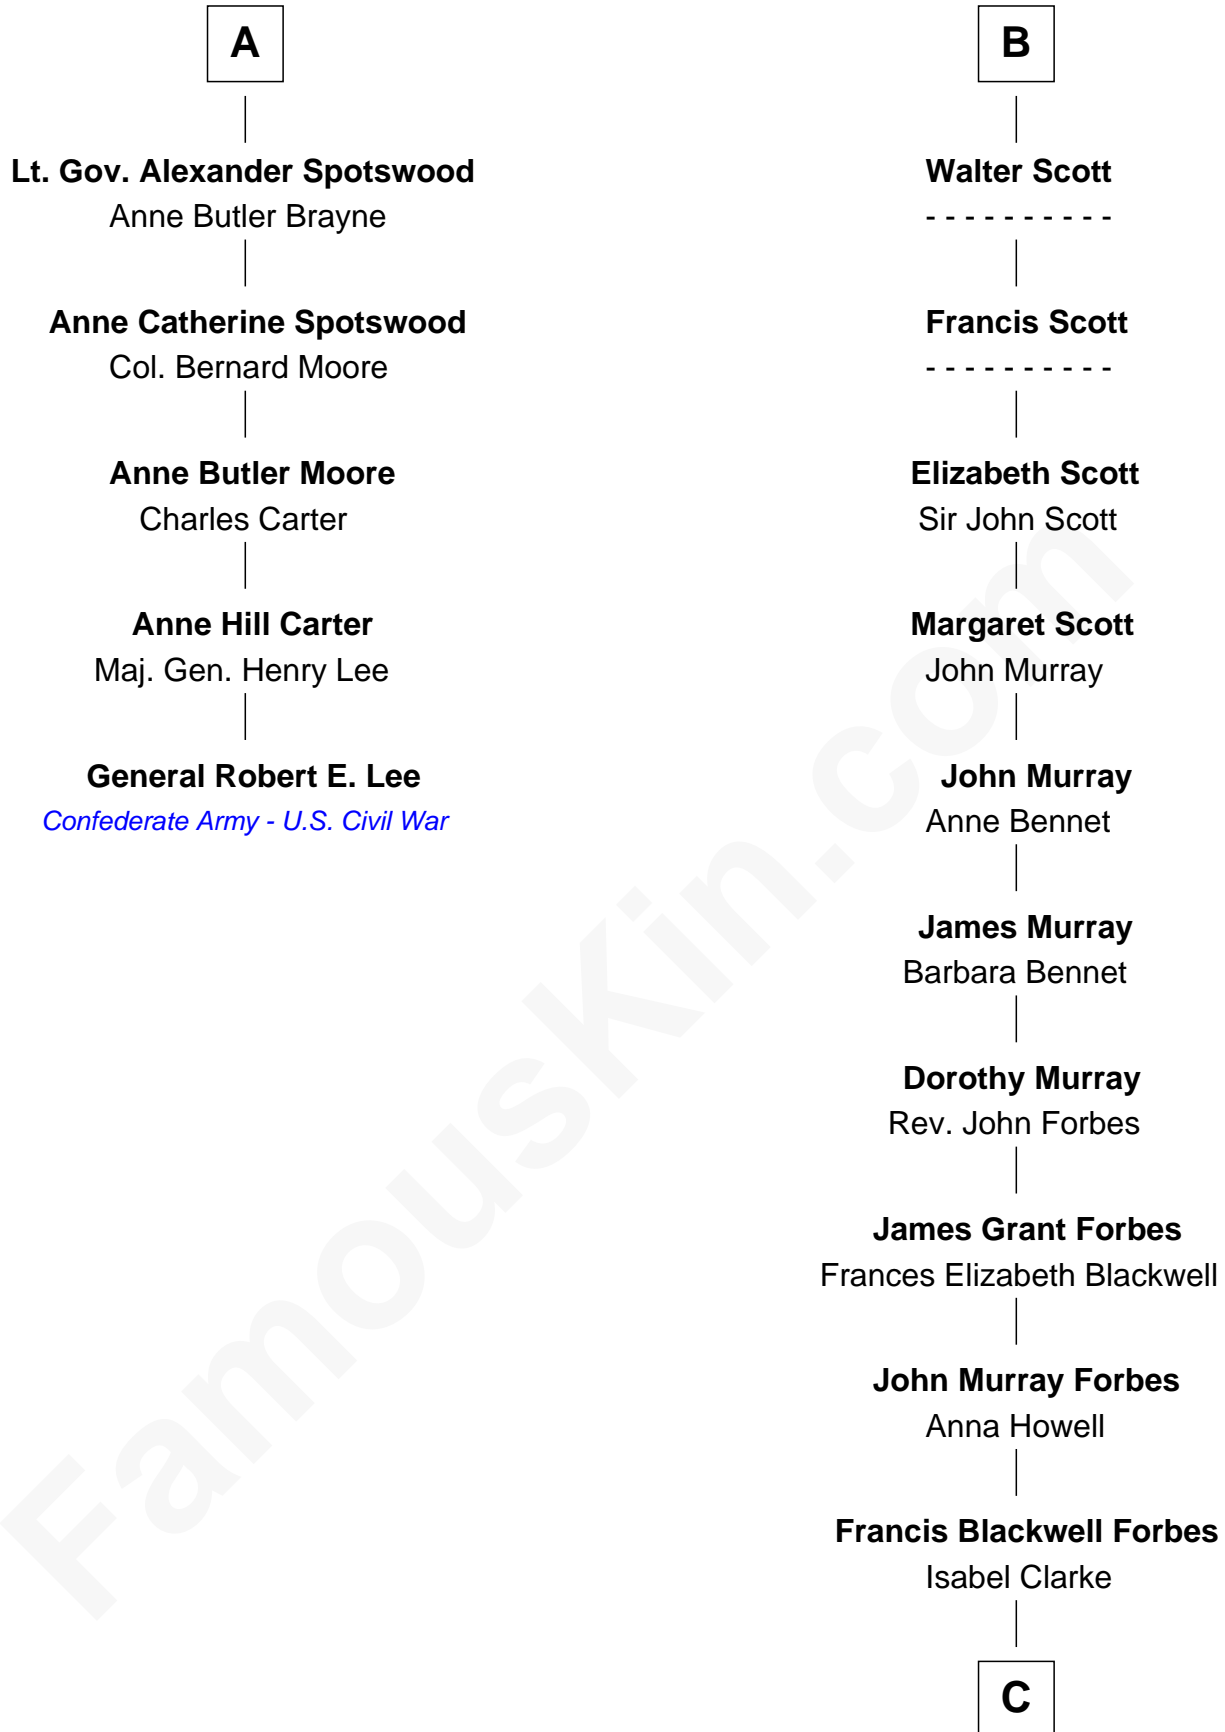 A
Lt. Gov. Alexander Spotswood
Anne Butler Brayne
Anne Catherine Spotswood
Col. Bernard Moore
Anne Butler Moore
Charles Carter
Anne Hill Carter
Maj. Gen. Henry Lee
General Robert E. Lee
Confederate Army - U.S. Civil War
B
Walter Scott
- - - - - - - - - -
Francis Scott
- - - - - - - - - -
Elizabeth Scott
Sir John Scott
Margaret Scott
John Murray
John Murray
Anne Bennet
James Murray
Barbara Bennet
Dorothy Murray
Rev. John Forbes
James Grant Forbes
Frances Elizabeth Blackwell
John Murray Forbes
Anna Howell
Francis Blackwell Forbes
Isabel Clarke
C
FamousKin.com